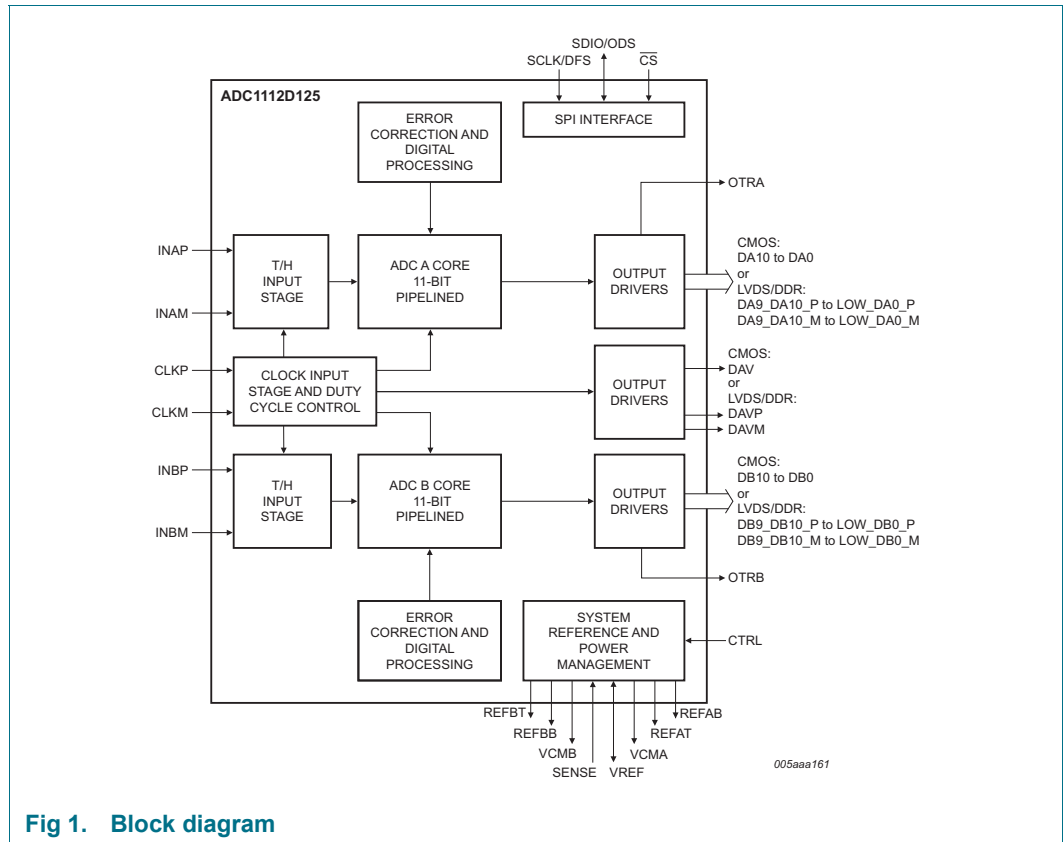 SDIO/ODS
SCLK/DFS
CS
ADC1112D125
ERROR
CORRECTION AND
DIGITAL
PROCESSING
SPI INTERFACE
OTRA
INAP
INAM
T/H
INPUT
STAGE
ADC A CORE
11-BIT
PIPELINED
OUTPUT
DRIVERS
CMOS:
DA10 to DA0
or
LVDS/DDR:
DA9_DA10_P to LOW_DA0_P
DA9_DA10_M to LOW_DA0_M
CLKP
CLKM
CLOCK INPUT
STAGE AND DUTY
CYCLE CONTROL
OUTPUT
DRIVERS
CMOS:
DAV
or
LVDS/DDR:
DAVP
DAVM
INBP
INBM
T/H
INPUT
STAGE
ADC B CORE
11-BIT
PIPELINED
OUTPUT
DRIVERS
CMOS:
DB10 to DB0
or
LVDS/DDR:
DB9_DB10_P to LOW_DB0_P
DB9_DB10_M to LOW_DB0_M
OTRB
ERROR
CORRECTION AND
DIGITAL
PROCESSING
SYSTEM
REFERENCE AND
POWER
MANAGEMENT
CTRL
REFBT
REFBB
VCMB
SENSE
VREF
VCMA
REFAT
REFAB
005aaa161
Fig 1. Block diagram